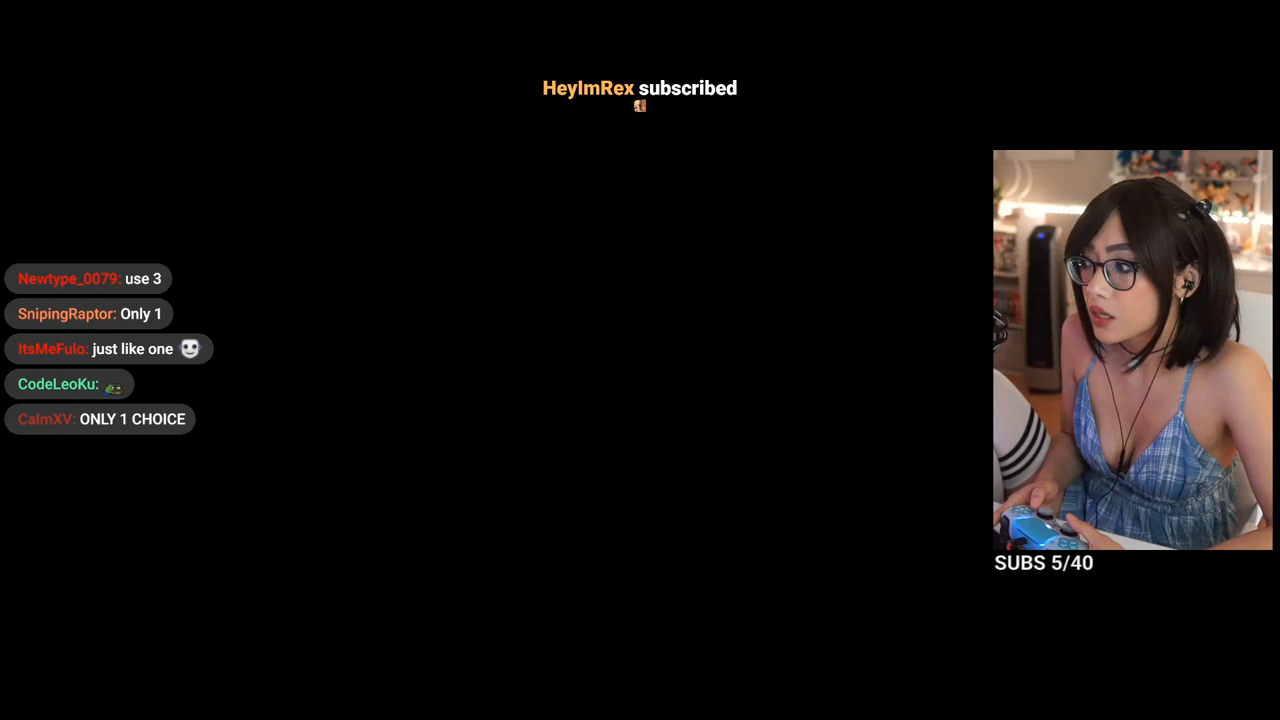 HeyImRex subscribed
Newtype_0079: use 3
SnipingRaptor: Only 1
ItsMeFulo: just like one
CodeLeoKu:
CalmXV: ONLY 1 CHOICE
SUBS 5/40